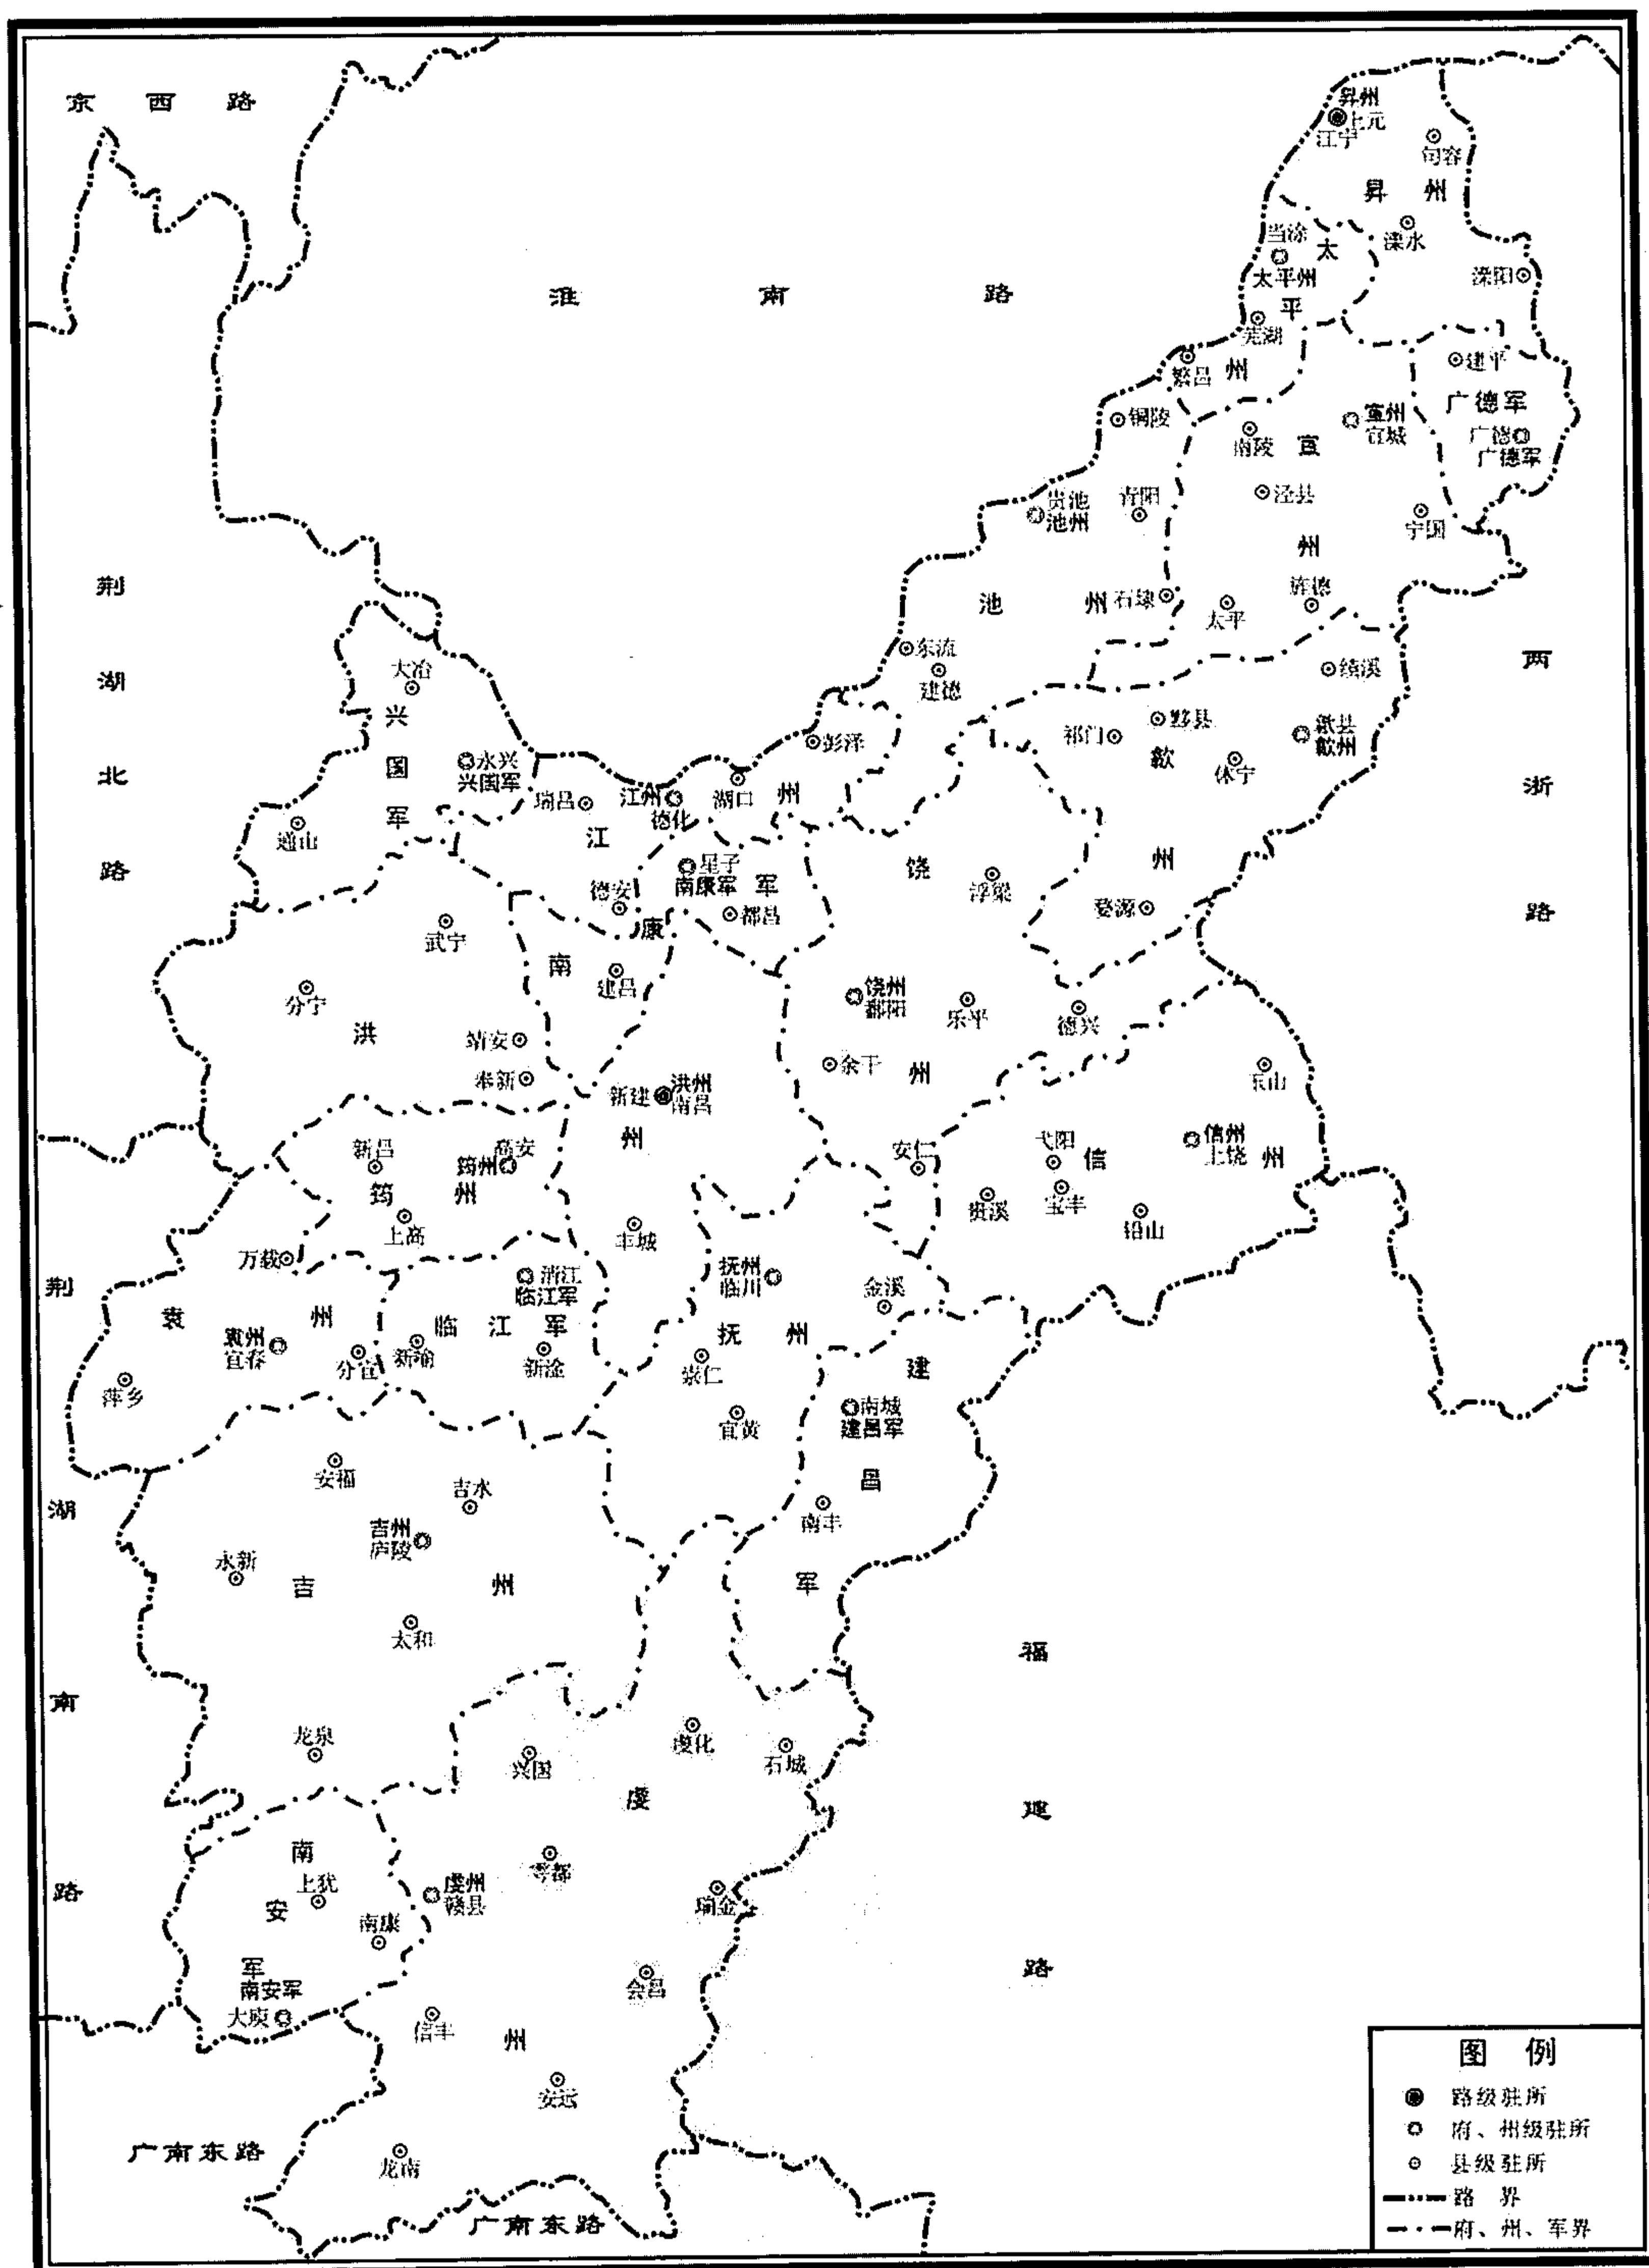 京西路
淮南路
荆湖北路
荆湖南路
两浙路
福建路
广南东路
广南东路
昇州
上元
江宁
句容
昇州
溧水
溧阳
当涂
太平州
太平州
芜湖
繁昌
建平
广德军
广德
广德军
铜陵
南陵
宣州
宣城
宣州
泾县
宁国
贵池
池州
青阳
池州
石埭
太平
旌德
东流
建德
绩溪
黟县
祁门
歙县
歙州
休宁
歙州
婺源
彭泽
湖口
江州
德化
瑞昌
江州
德安
大冶
兴国军
永兴
兴国军
通山
星子
南康军
都昌
南康军
建昌
饶州
浮梁
饶州
鄱阳
乐平
德兴
余干
安仁
武宁
分宁
洪州
靖安
奉新
新建
洪州
南昌
丰城
玉山
信州
上饶
弋阳
信州
贵溪
宝丰
铅山
新昌
高安
筠州
筠州
上高
万载
袁州
袁州
宜春
分宜
萍乡
清江
临江军
临江军
新喻
新淦
抚州
临川
金溪
抚州
崇仁
宜黄
建昌军
南城
建昌军
南丰
安福
吉水
吉州
庐陵
永新
吉州
太和
龙泉
虔化
石城
兴国
虔州
雩都
虔州
赣县
瑞金
会昌
信丰
安远
龙南
南安军
上犹
南康
南安军
大庾
图例
路级驻所
府、州级驻所
县级驻所
路界
府、州、军界